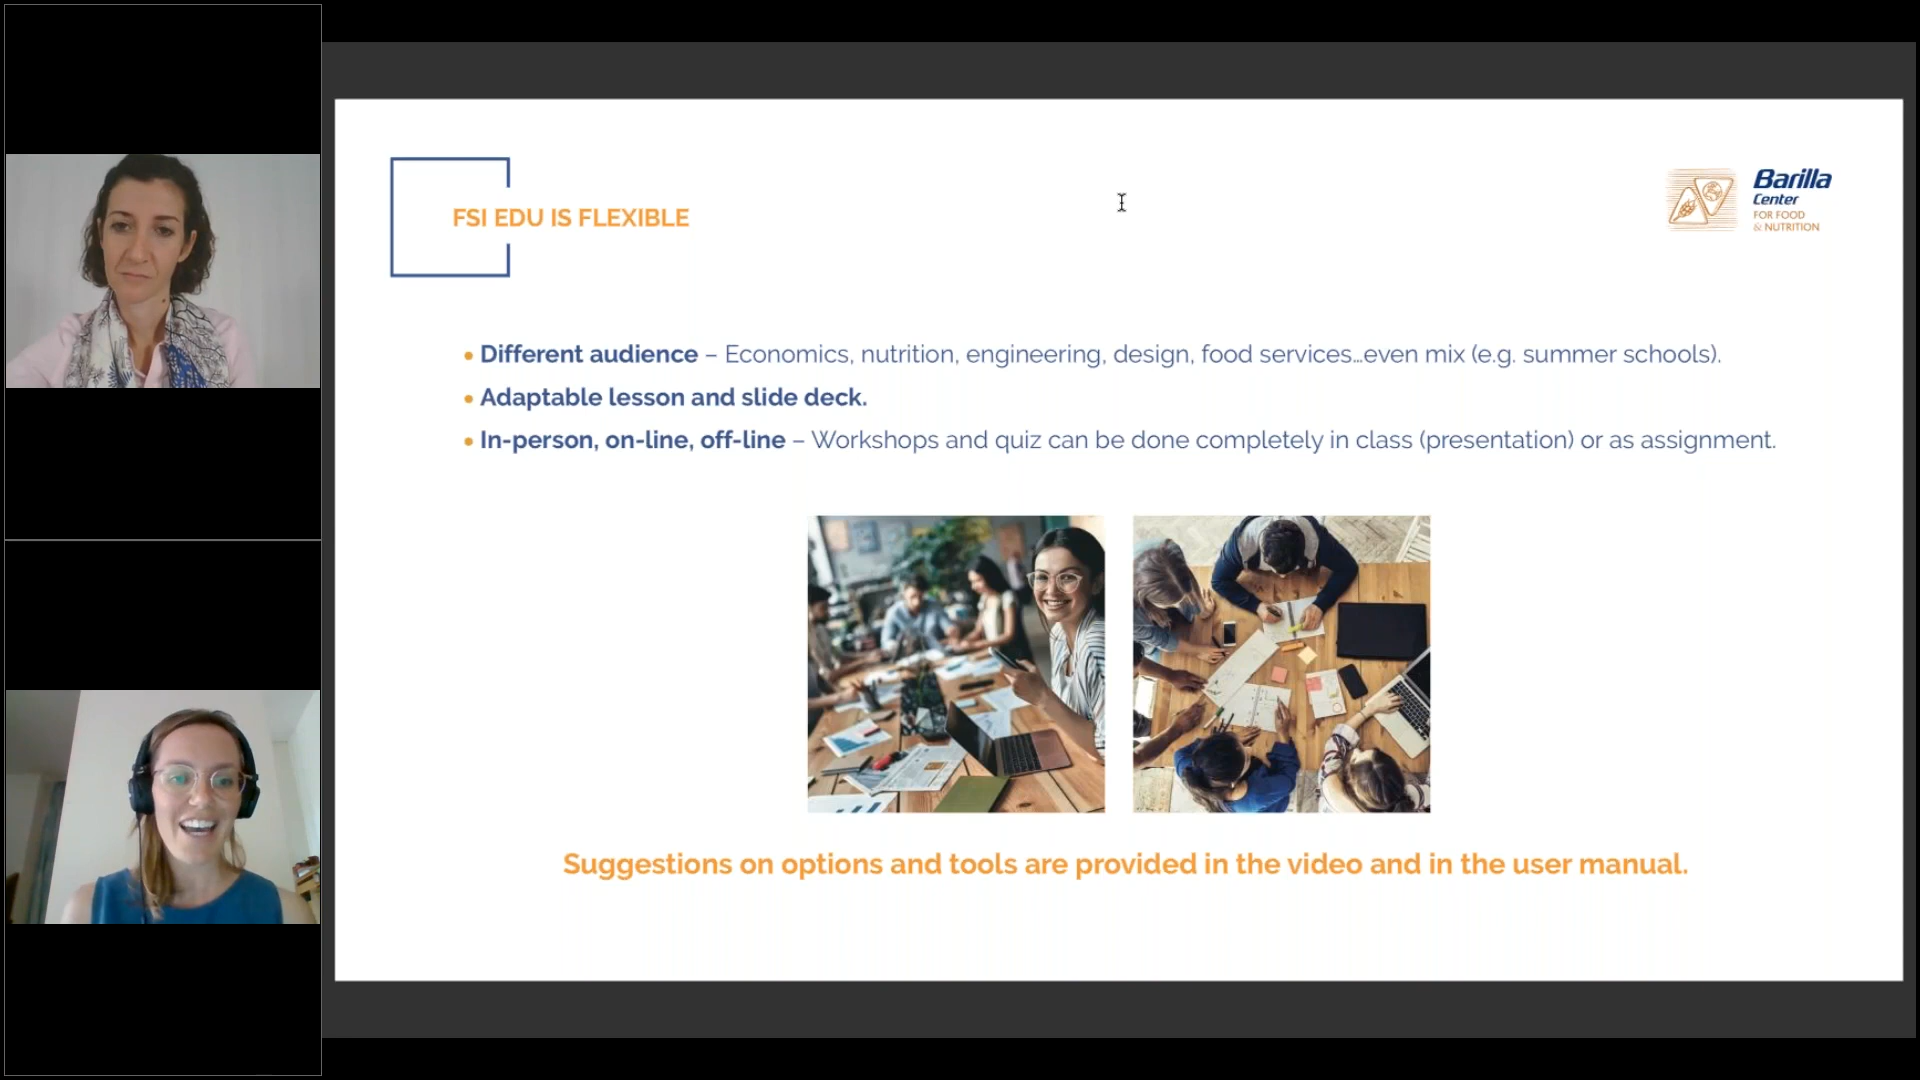 FSI EDU IS FLEXIBLE
Barilla
Center
FOR FOOD
& NUTRITION
• Different audience – Economics, nutrition, engineering, design, food services…even mix (e.g. summer schools).
• Adaptable lesson and slide deck.
• In-person, on-line, off-line – Workshops and quiz can be done completely in class (presentation) or as assignment.
Suggestions on options and tools are provided in the video and in the user manual.